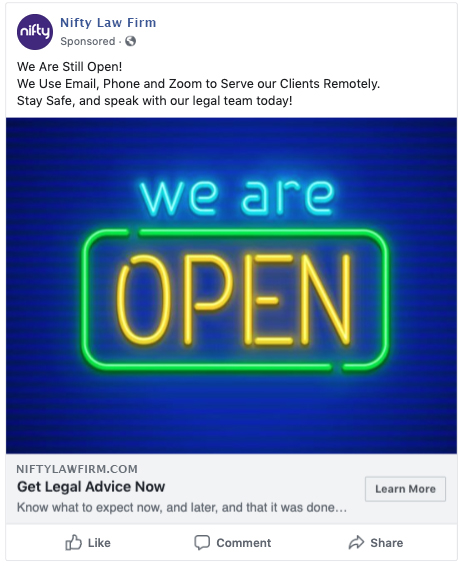 nifty
Nifty Law Firm
Sponsored ·
We Are Still Open!
We Use Email, Phone and Zoom to Serve our Clients Remotely.
Stay Safe, and speak with our legal team today!
we are
OPEN
NIFTYLAWFIRM.COM
Get Legal Advice Now
Know what to expect now, and later, and that it was done...
Learn More
Like
Comment
Share